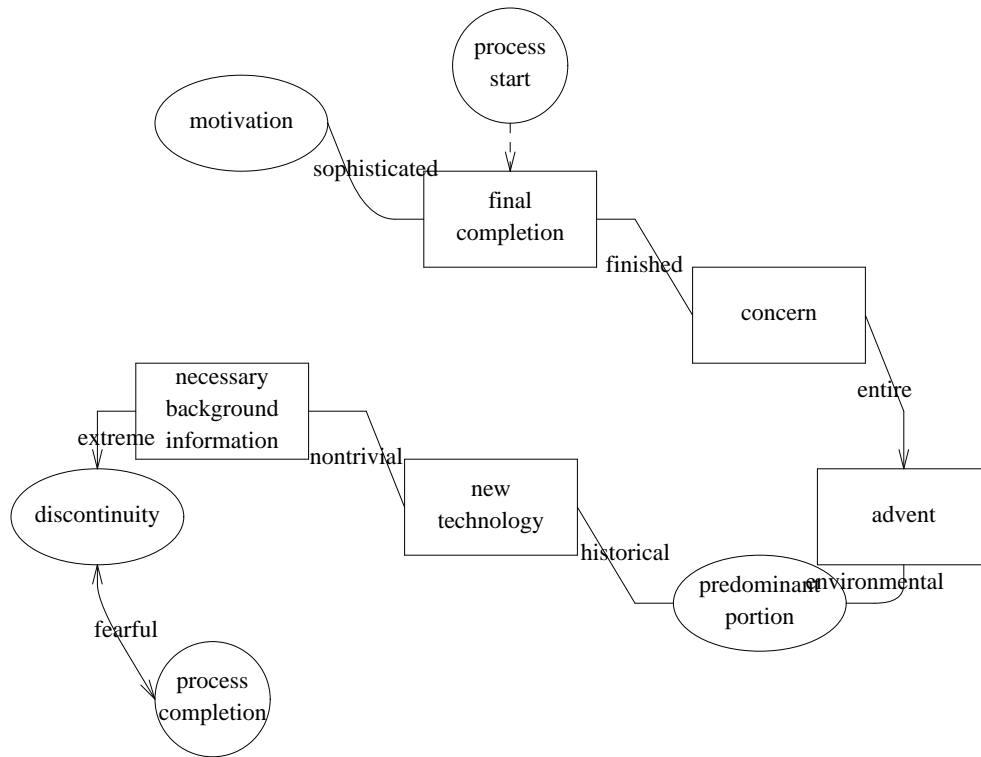 process
start
motivation
sophisticated
final
completion
finished
concern
entire
necessary
background
information
extreme
nontrivial
new
technology
advent
discontinuity
historical
environmental
predominant
portion
fearful
process
completion